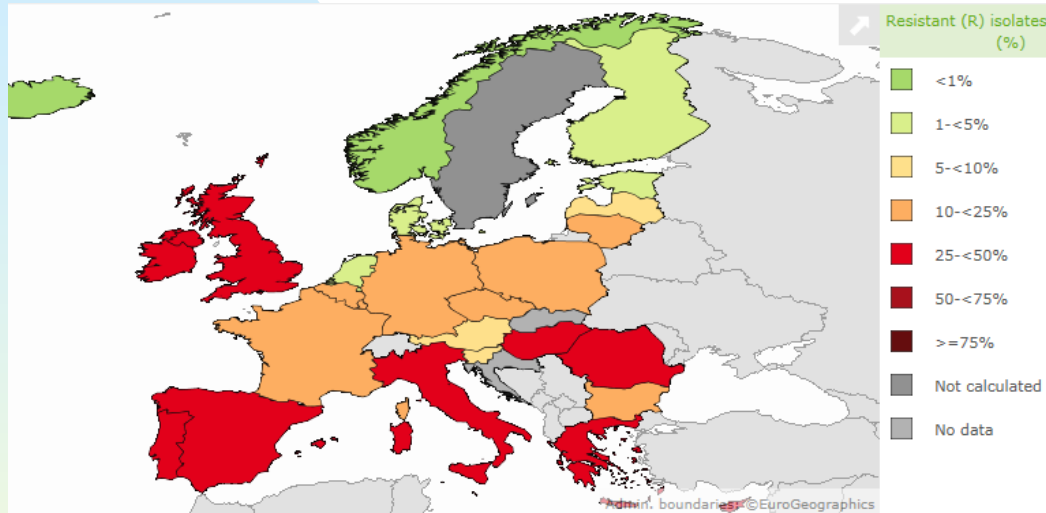 Resistant (R) isolates
(%)
<1%
1-<5%
5-<10%
10-<25%
25-<50%
50-<75%
>=75%
Not calculated
No data
Admin. boundaries: ©EuroGeographics